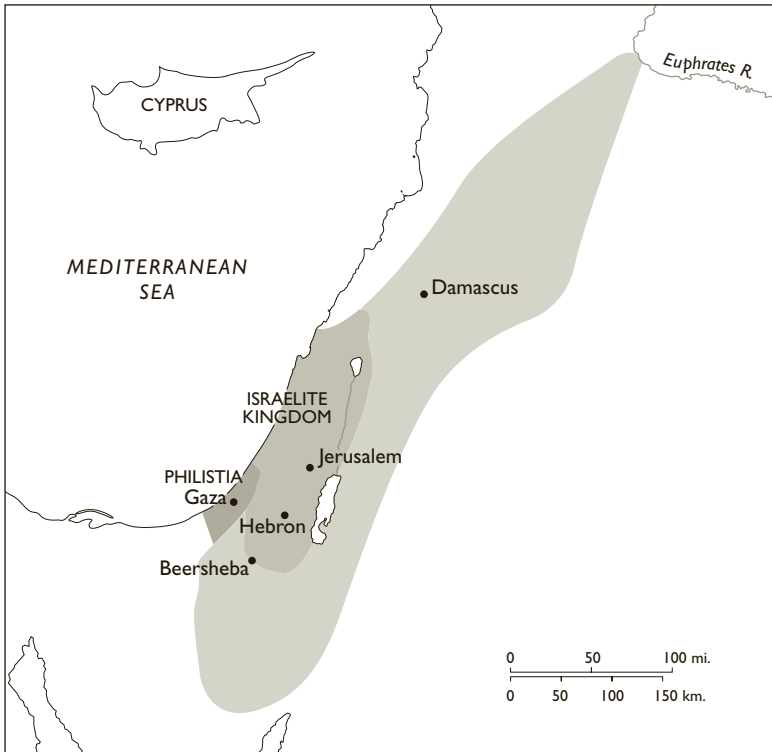 Euphrates R.
CYPRUS
MEDITERRANEAN
SEA
Damascus
ISRAELITE
KINGDOM
Jerusalem
PHILISTIA
Gaza
Hebron
Beersheba
0 50 100 mi.
0 50 100 150 km.